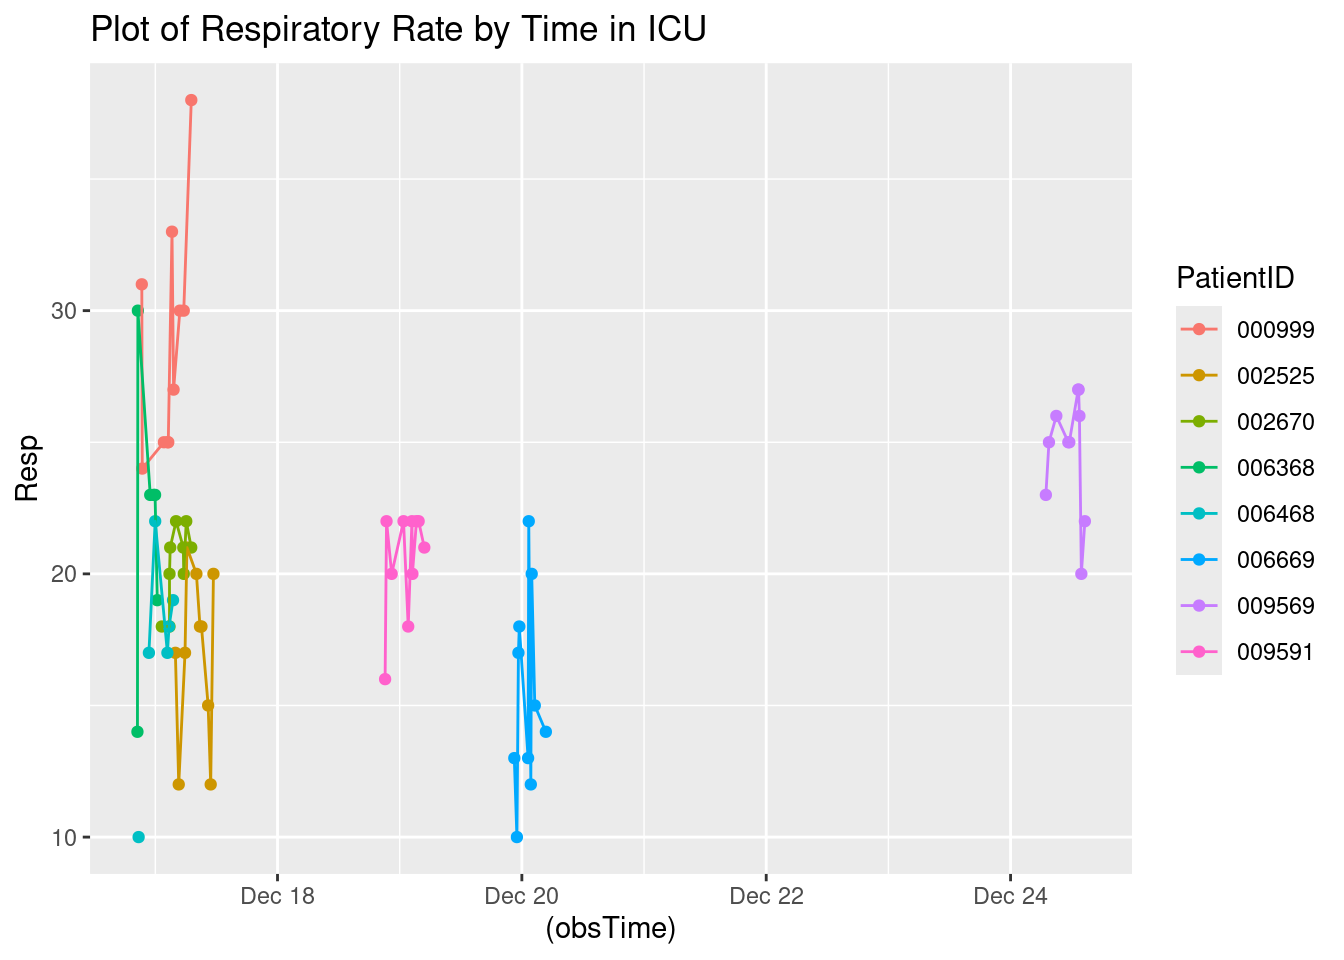 Plot of Respiratory Rate by Time in ICU
Resp
30
20
10
Dec 18
Dec 20
Dec 22
Dec 24
(obsTime)
PatientID
000999
002525
002670
006368
006468
006669
009569
009591